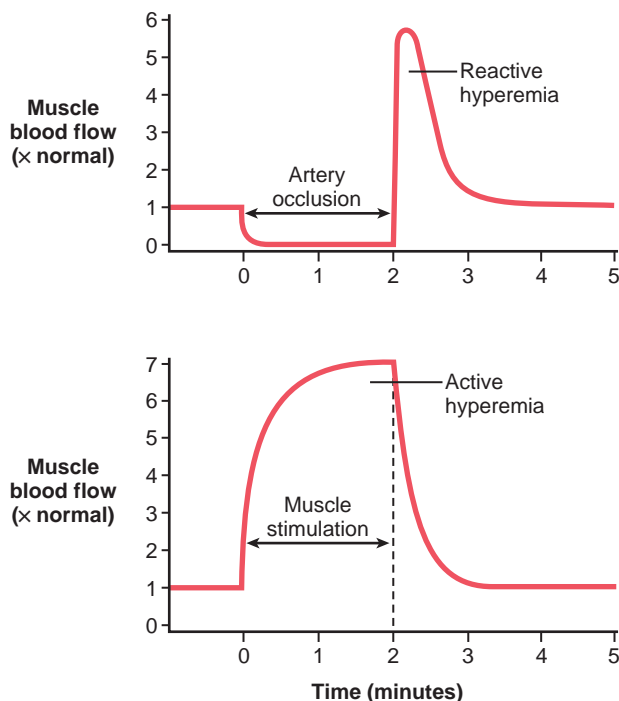 6
5
4
3
2
1
0
Muscle
blood flow
(× normal)
Reactive
hyperemia
Artery
occlusion
0 1 2 3 4 5
7
6
5
4
3
2
1
0
Muscle
blood flow
(× normal)
Active
hyperemia
Muscle
stimulation
0 1 2 3 4 5
Time (minutes)